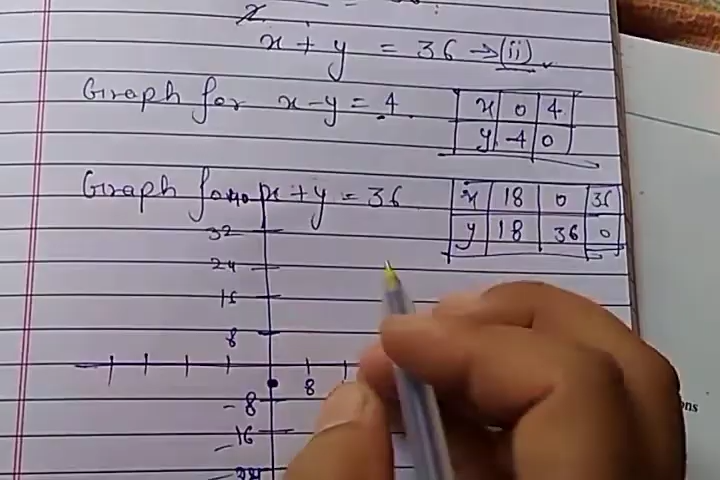 x + y = 36 → (ii)
Graph for x - y = 4
x 0 4
y -4 0
Graph for x + y = 36
x 18 0 36
y 18 36 0
40
32
24
16
8
8
-8
-16